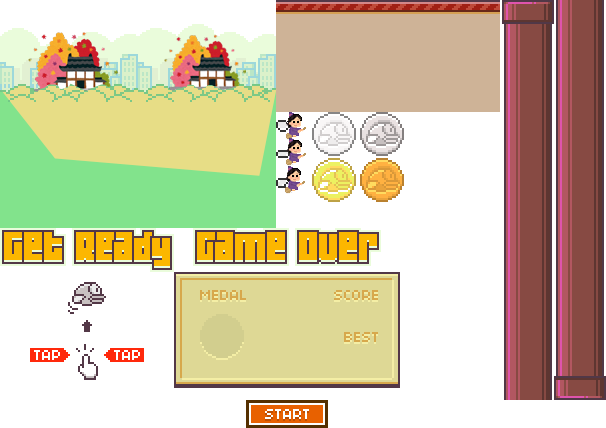 Get Ready
Game Over
MEDAL
SCORE
BEST
TAP
TAP
START